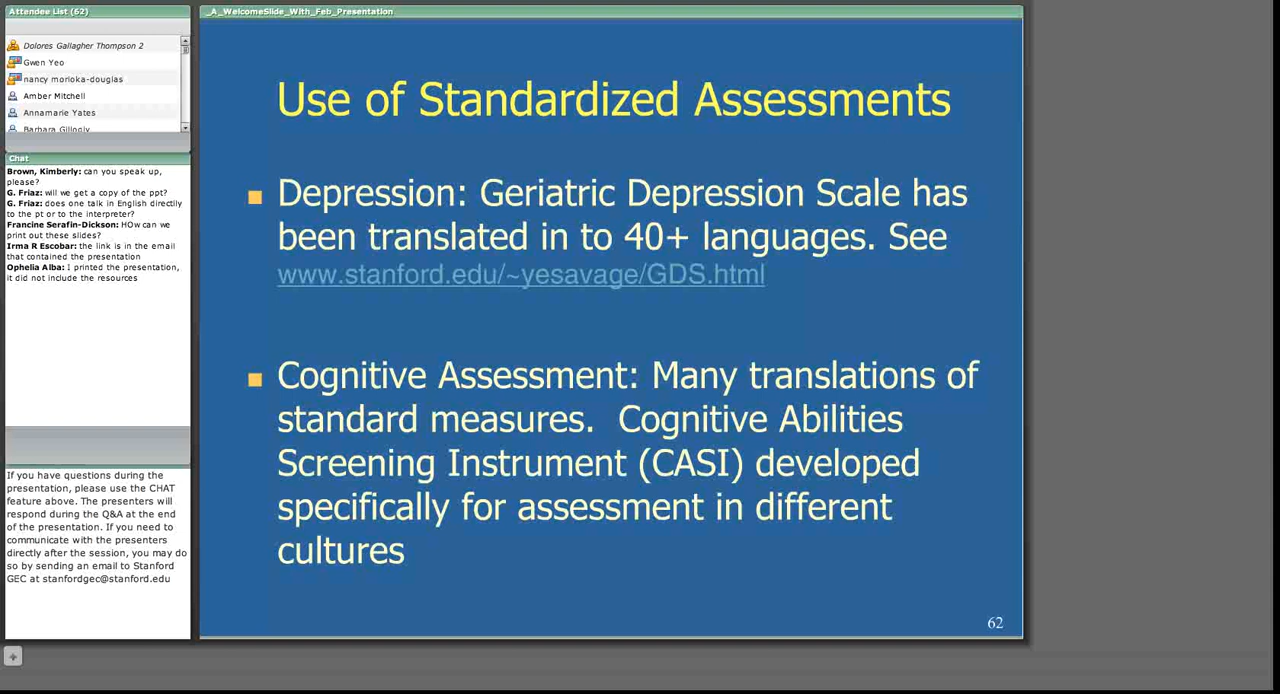 Attendee List (62)
Dolores Gallagher Thompson 2
Gwen Yeo
nancy morioka-douglas
Amber Mitchell
Annamarie Yates
Barbara Gillogly
Chat
Brown, Kimberly: can you speak up,
please?
G. Friaz: will we get a copy of the ppt?
G. Friaz: does one talk in English directly
to the pt or to the interpreter?
Francine Serafin-Dickson: HOw can we
print out these slides?
Irma R Escobar: the link is in the email
that contained the presentation
Ophelia Alba: I printed the presentation,
it did not include the resources
If you have questions during the
presentation, please use the CHAT
feature above. The presenters will
respond during the Q&A at the end
of the presentation. If you need to
communicate with the presenters
directly after the session, you may do
so by sending an email to Stanford
GEC at stanfordgec@stanford.edu
_A_WelcomeSlide_With_Feb_Presentation
Use of Standardized Assessments
Depression: Geriatric Depression Scale has
been translated in to 40+ languages. See
www.stanford.edu/~yesavage/GDS.html
Cognitive Assessment: Many translations of
standard measures.  Cognitive Abilities
Screening Instrument (CASI) developed
specifically for assessment in different
cultures
62